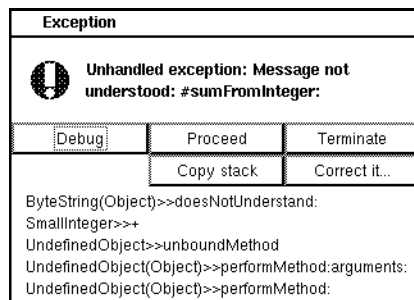 Exception
Unhandled exception: Message not
understood: #sumFromInteger:
Debug
Proceed
Terminate
Copy stack
Correct it...
ByteString(Object)>>doesNotUnderstand:
SmallInteger>>+
UndefinedObject>>unboundMethod
UndefinedObject(Object)>>performMethod:arguments:
UndefinedObject(Object)>>performMethod: